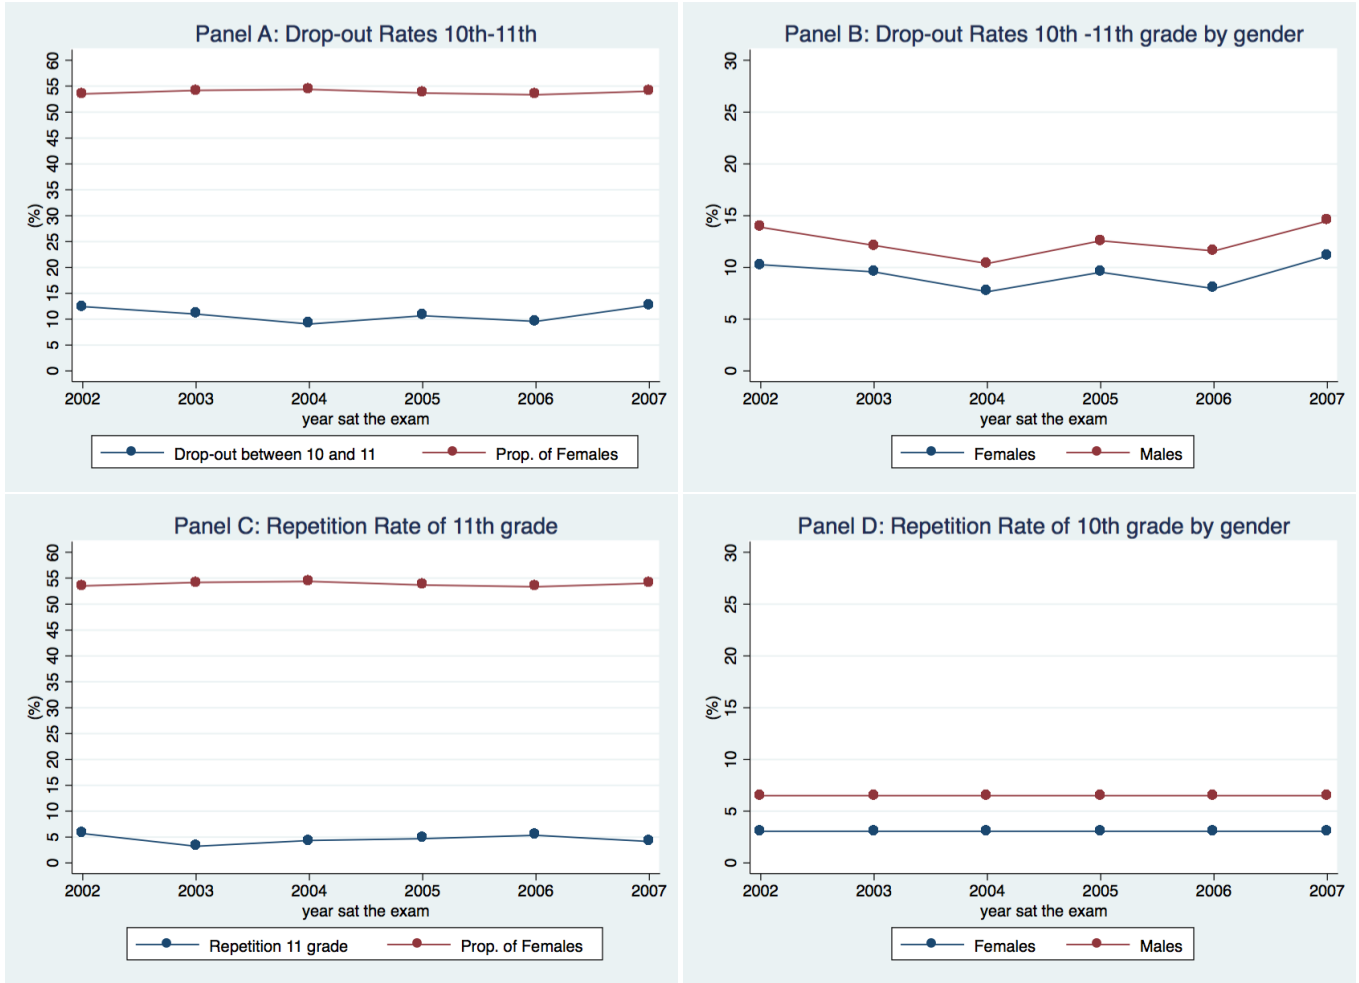 Panel A: Drop-out Rates 10th-11th
60
55
50
45
40
35
30
25
20
15
10
5
0
(%)
2002 2003 2004 2005 2006 2007
year sat the exam
Drop-out between 10 and 11 Prop. of Females
Panel B: Drop-out Rates 10th -11th grade by gender
30
25
20
15
10
5
0
(%)
2002 2003 2004 2005 2006 2007
year sat the exam
Females Males
Panel C: Repetition Rate of 11th grade
60
55
50
45
40
35
30
25
20
15
10
5
0
(%)
2002 2003 2004 2005 2006 2007
year sat the exam
Repetition 11 grade Prop. of Females
Panel D: Repetition Rate of 10th grade by gender
30
25
20
15
10
5
0
(%)
2002 2003 2004 2005 2006 2007
year sat the exam
Females Males